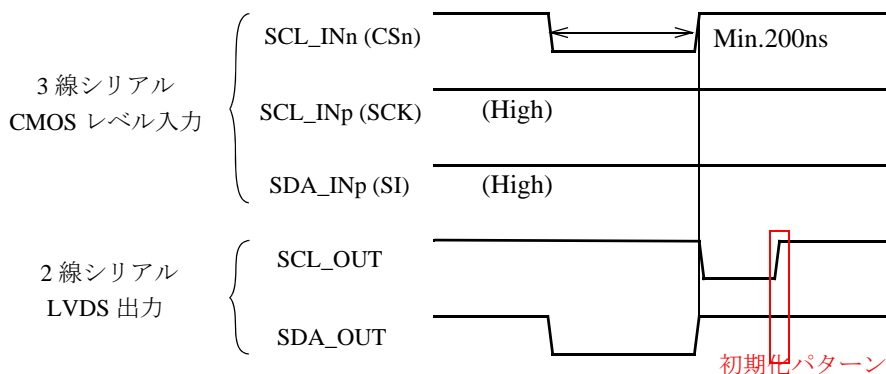 SCL_INn (CSn)
Min.200ns
3 線シリアル
CMOS レベル入力
SCL_INp (SCK)
(High)
SDA_INp (SI)
(High)
2 線シリアル
LVDS 出力
SCL_OUT
SDA_OUT
初期化パターン